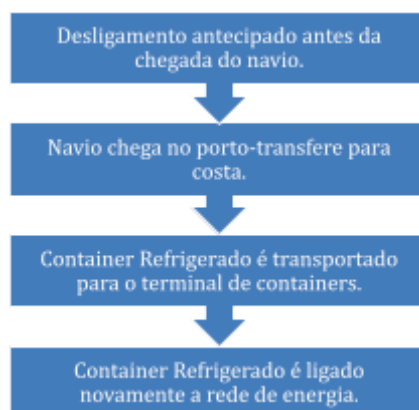 Desligamento antecipado antes da
chegada do navio.
Navio chega no porto-transfere para
costa.
Container Refrigerado é transportado
para o terminal de containers.
Container Refrigerado é ligado
novamente a rede de energia.